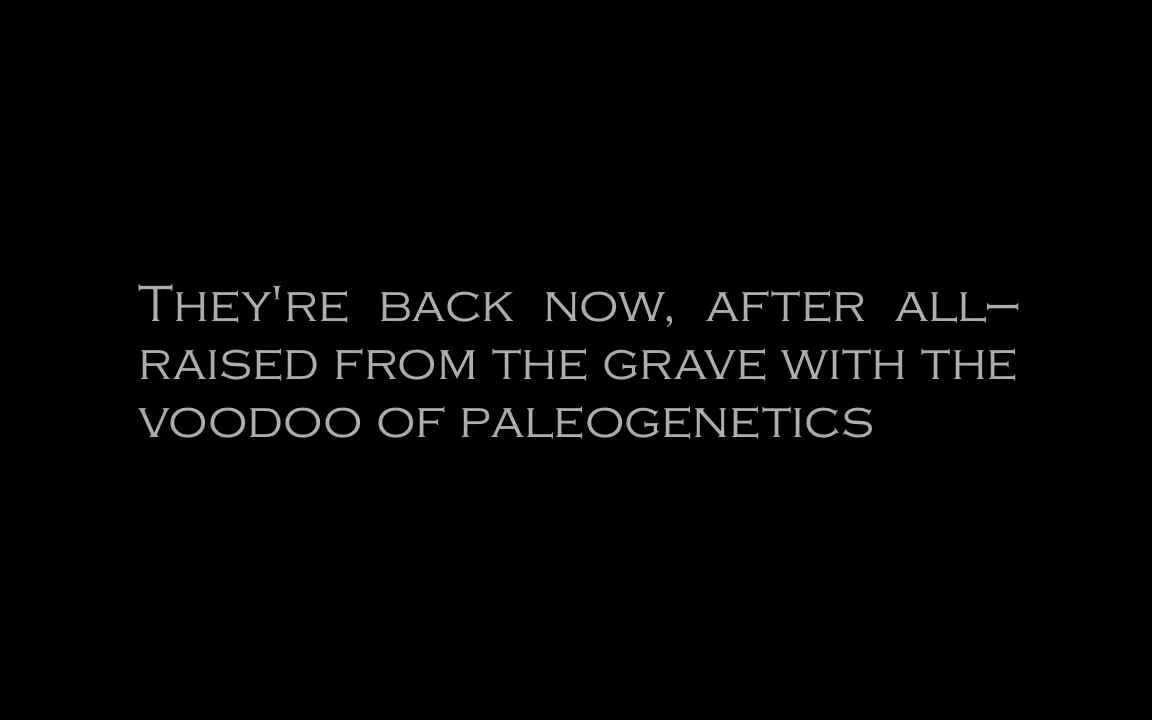 They're back now, after all—
raised from the grave with the
voodoo of paleogenetics